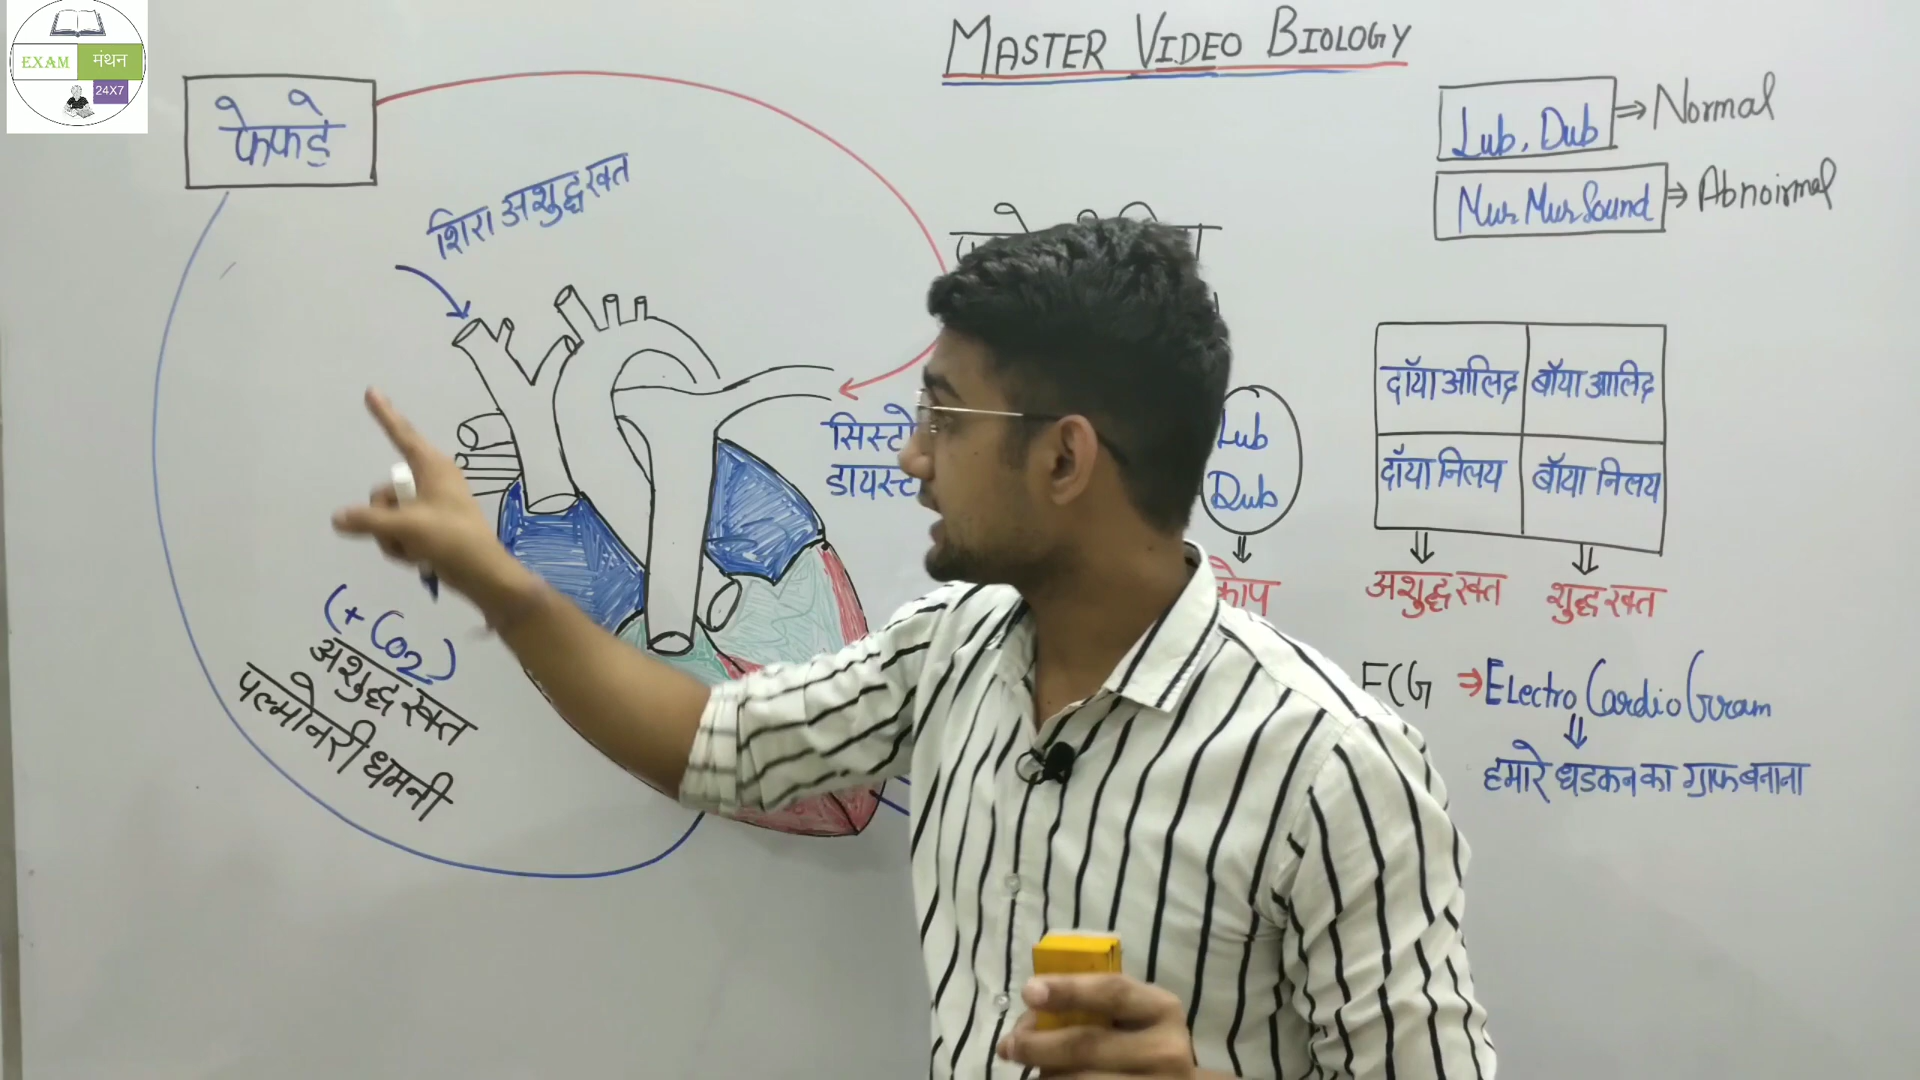 EXAM मंथन
24X7
MASTER VIDEO BIOLOGY
फेफड़े
शिरा अशुद्ध रक्त
Lub, Dub ⇒ Normal
Mur Mur Sound ⇒ Abnoirmal
सिस्टो
डायस्ट
Lub
Dub
दॉया आलिंद बॉया आलिंद
दॉया निलय बॉया निलय
अशुद्ध रक्त शुद्ध रक्त
(+ CO2)
अशुद्ध रक्त
पल्मोनरी धमनी
ECG ⇒ Electro Cardio Gram
हमारे धडकन का ग्राफ बनाना